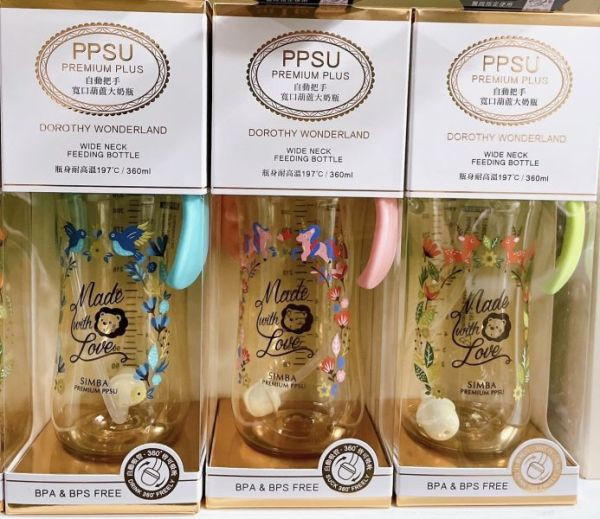 PPSU
PREMIUM PLUS
自動把手
寬口葫蘆大奶瓶
DOROTHY WONDERLAND
WIDE NECK
FEEDING BOTTLE
瓶身耐高溫197℃/360ml
Made
with
Love
SIMBA
PREMIUM PPSU
BPA & BPS FREE
DRINK 360° FREELY
PPSU
PREMIUM PLUS
自動把手
寬口葫蘆大奶瓶
DOROTHY WONDERLAND
WIDE NECK
FEEDING BOTTLE
瓶身耐高溫197℃/360ml
Made
with
Love
SIMBA
PREMIUM PPSU
BPA & BPS FREE
SUCK 360° FREELY
PPSU
PREMIUM PLUS
自動把手
寬口葫蘆大奶瓶
DOROTHY WONDERLAND
WIDE NECK
FEEDING BOTTLE
瓶身耐高溫197℃/360ml
Made
with
Love
SIMBA
PREMIUM PPSU
BPA & BPS FREE